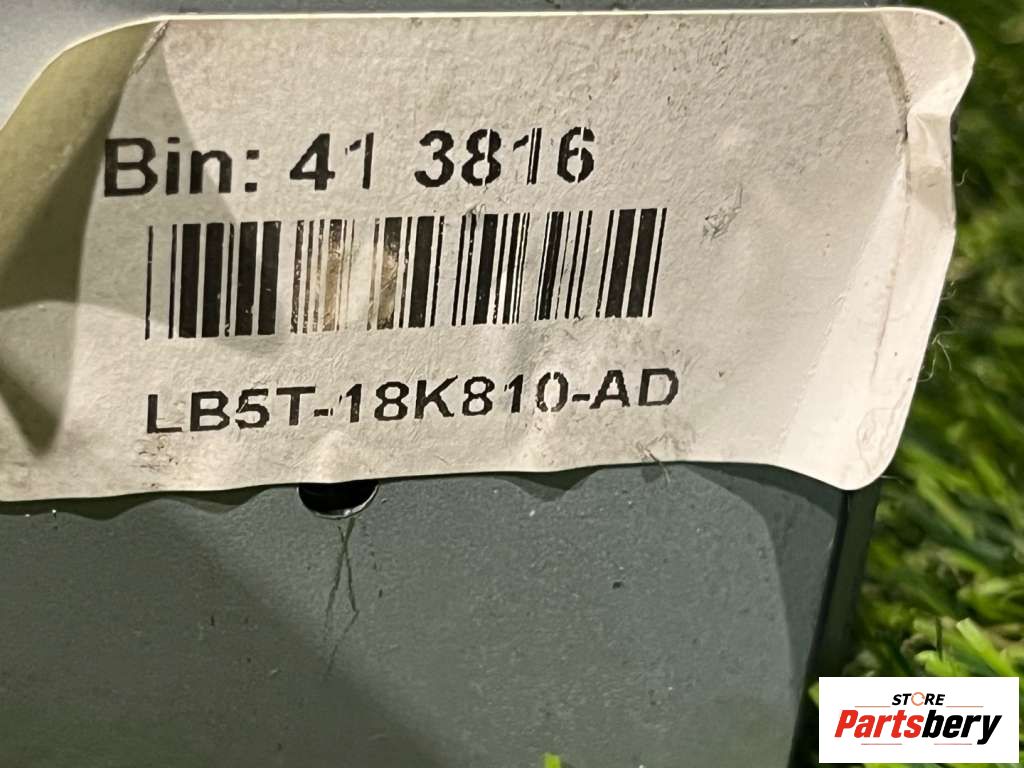 Bin: 41 3816
LB5T-18K810-AD
STORE
Partsbery